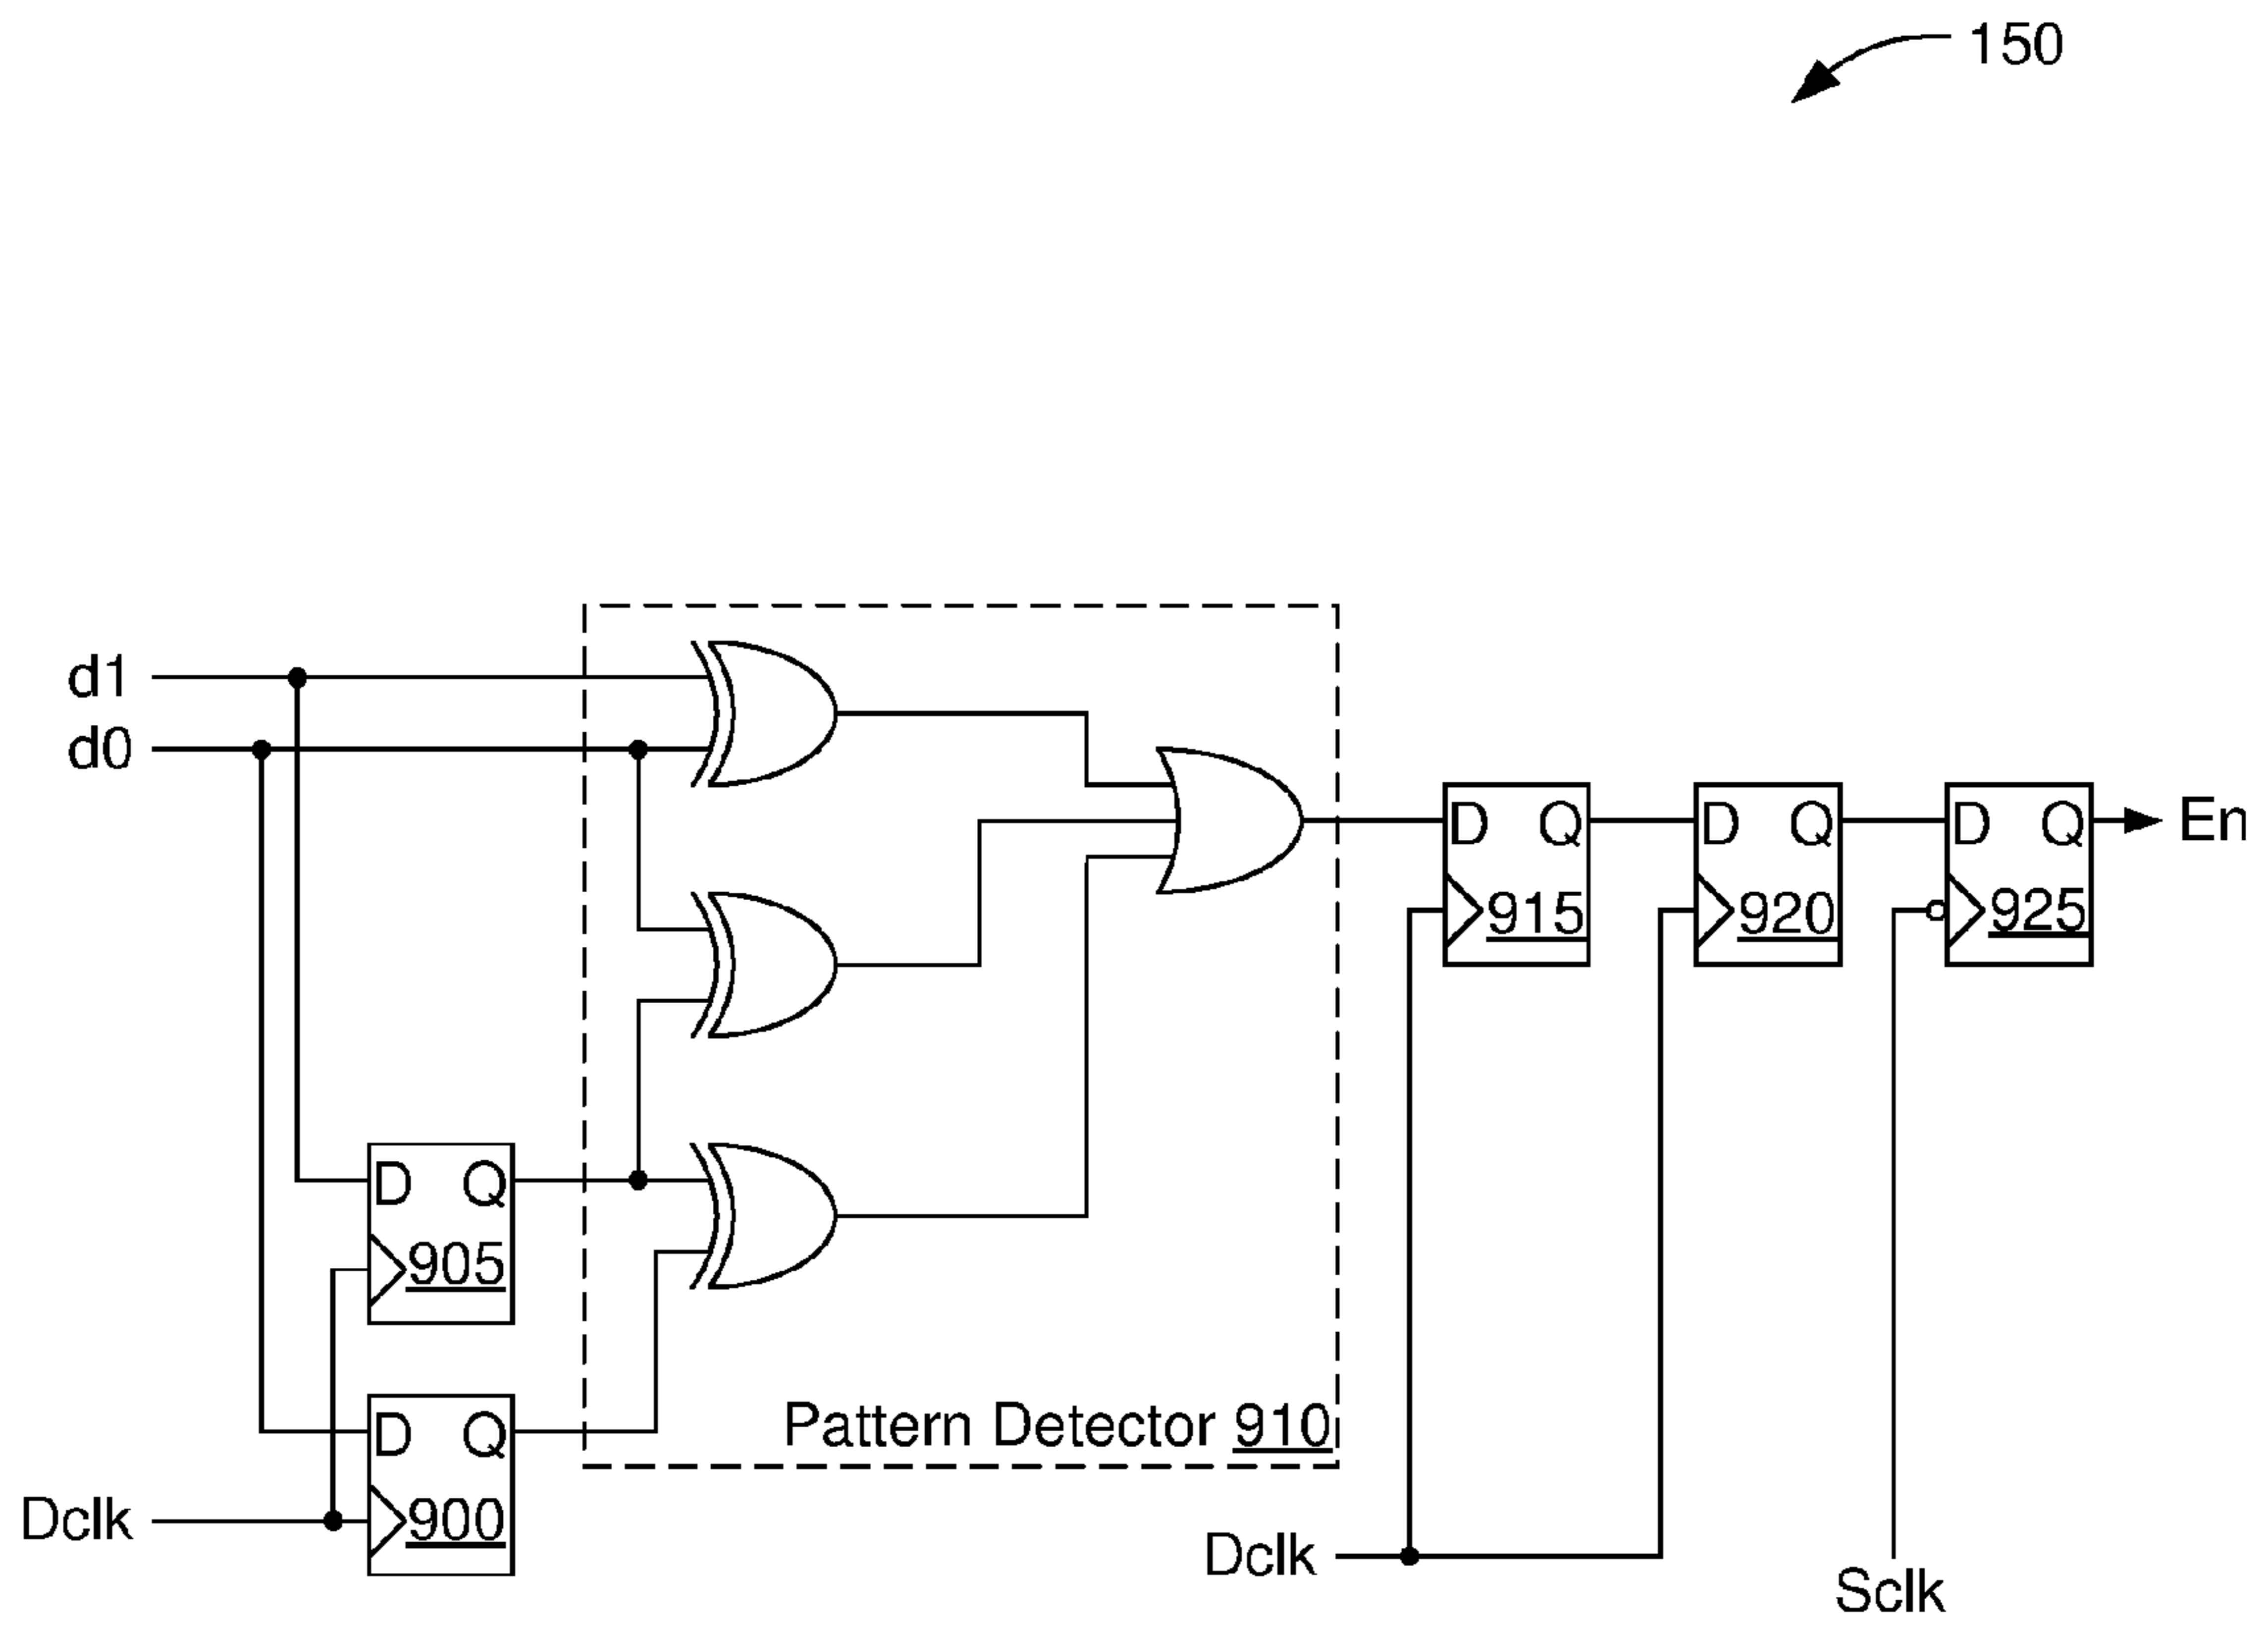 150
d1
d0
D Q
915
D Q
920
D Q
925
En
D Q
905
D Q
900
Pattern Detector 910
Dclk
Dclk
Sclk